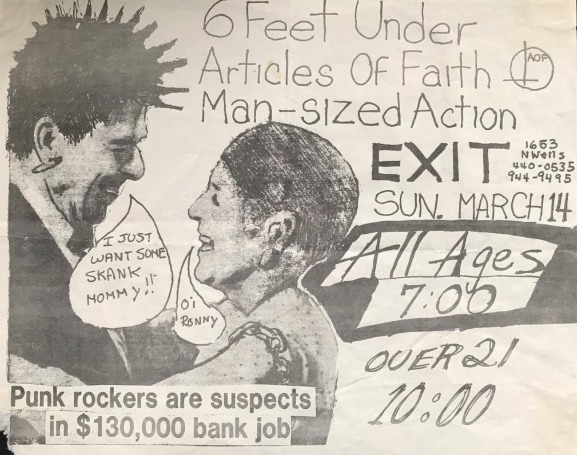 6 Feet Under
Articles Of Faith
AOF
Man-sized Action
EXIT
1653
N Wells
440-0535
944-9495
SUN. MARCH 14
All Ages
7:00
OVER 21
10:00
I JUST
WANT SOME
SKANK
MOMMY!!
Oi
RONNY
Punk rockers are suspects
in $130,000 bank job